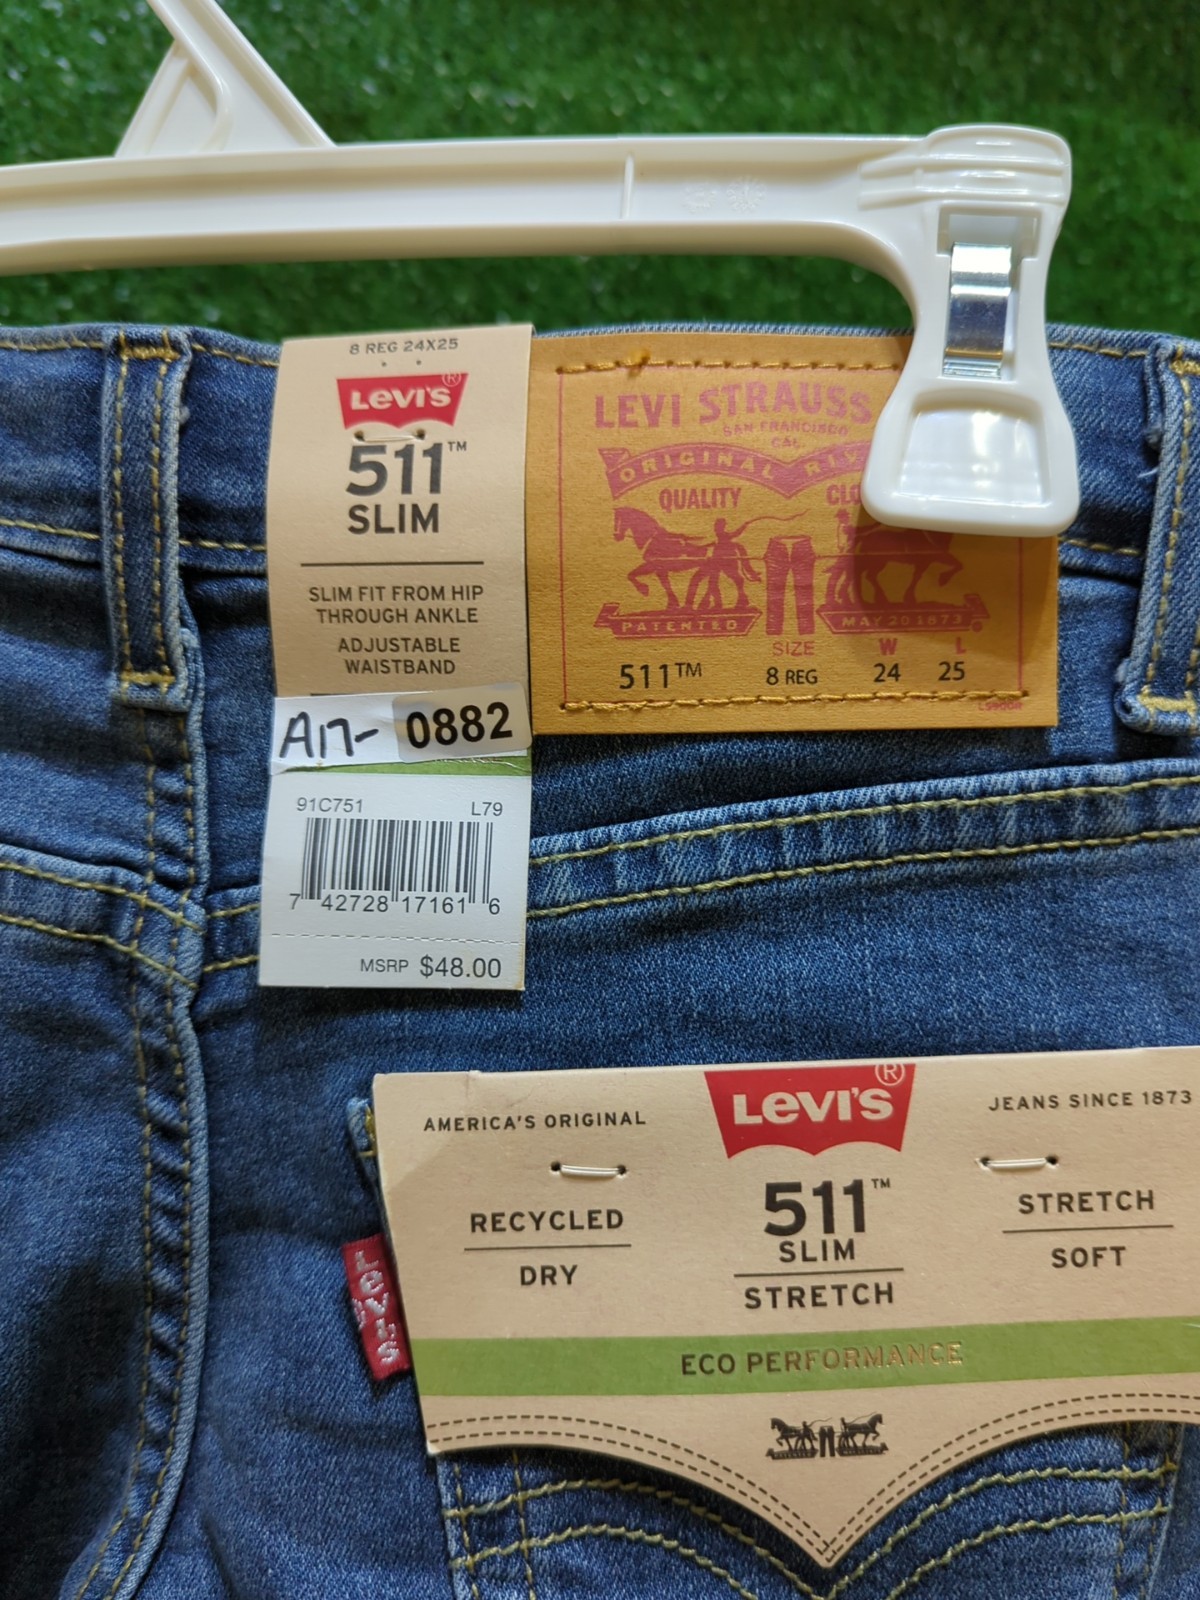 8 REG 24X25
LEVI'S®
511™
SLIM
SLIM FIT FROM HIP
THROUGH ANKLE
ADJUSTABLE
WAISTBAND
A17-0882
91C751 L79
7 42728 17161 6
MSRP $48.00
LEVI STRAUSS
SAN FRANCISCO
CAL.
ORIGINAL
QUALITY
PATENTED MAY 20 1873
SIZE W L
511™ 8 REG 24 25
LEVI'S
AMERICA'S ORIGINAL
LEVI'S®
JEANS SINCE 1873
RECYCLED
DRY
511™
SLIM
STRETCH
STRETCH
SOFT
ECO PERFORMANCE